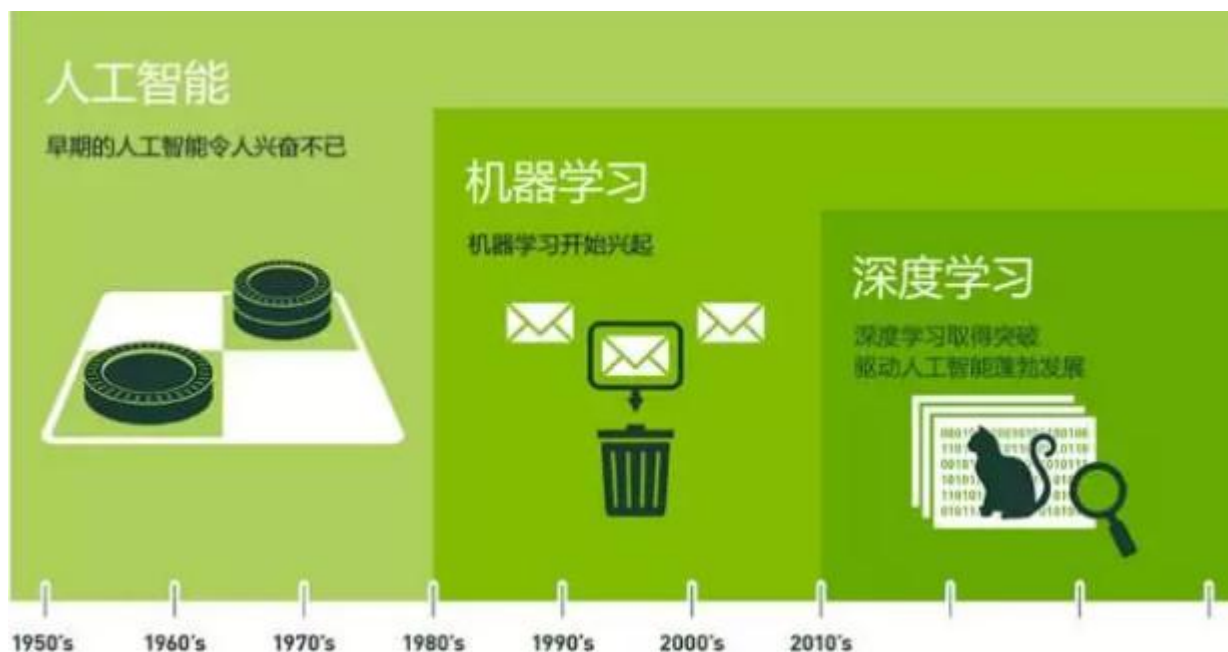 人工智能
早期的人工智能令人兴奋不已
机器学习
机器学习开始兴起
深度学习
深度学习取得突破
驱动人工智能蓬勃发展
1950's 1960's 1970's 1980's 1990's 2000's 2010's